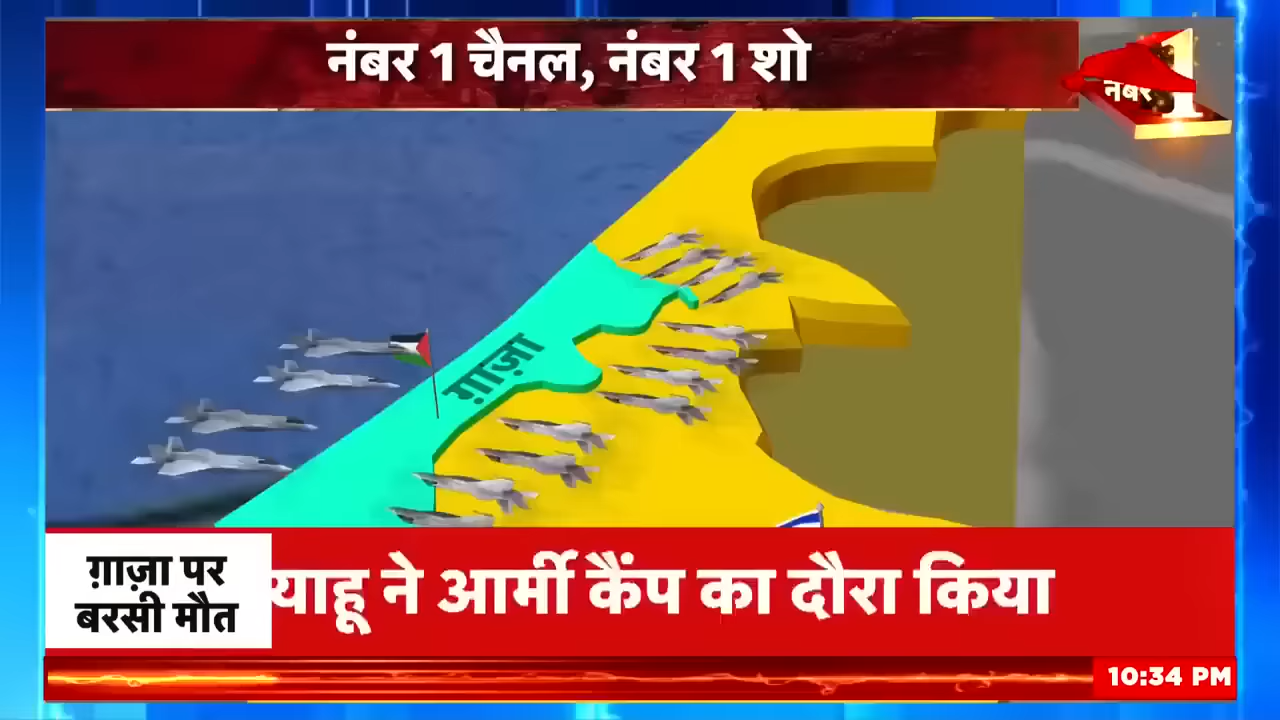 नंबर 1 चैनल, नंबर 1 शो
नंबर 1
ग़ाज़ा
ग़ाज़ा पर
बरसी मौत
याहू ने आर्मी कैंप का दौरा किया
10:34 PM